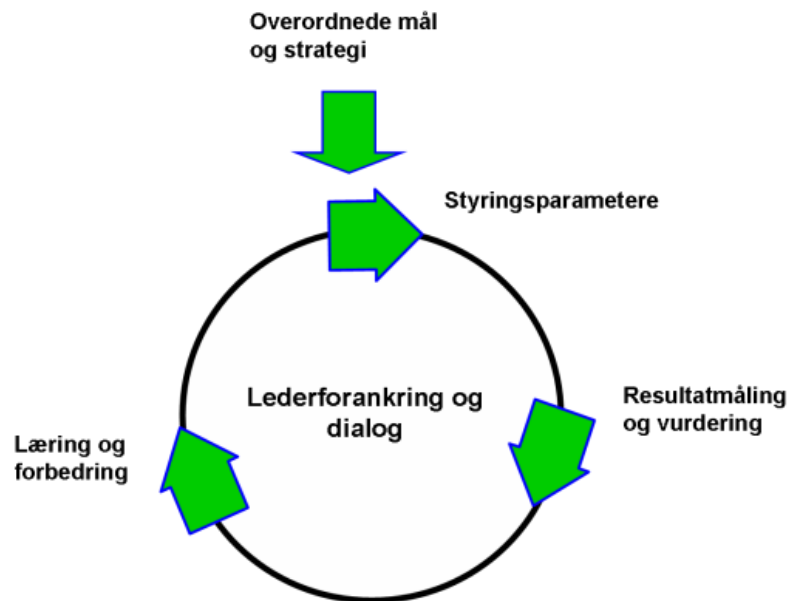 Overordnede mål
og strategi
Styringsparametere
Lederforankring og
dialog
Resultatmåling
og vurdering
Læring og
forbedring